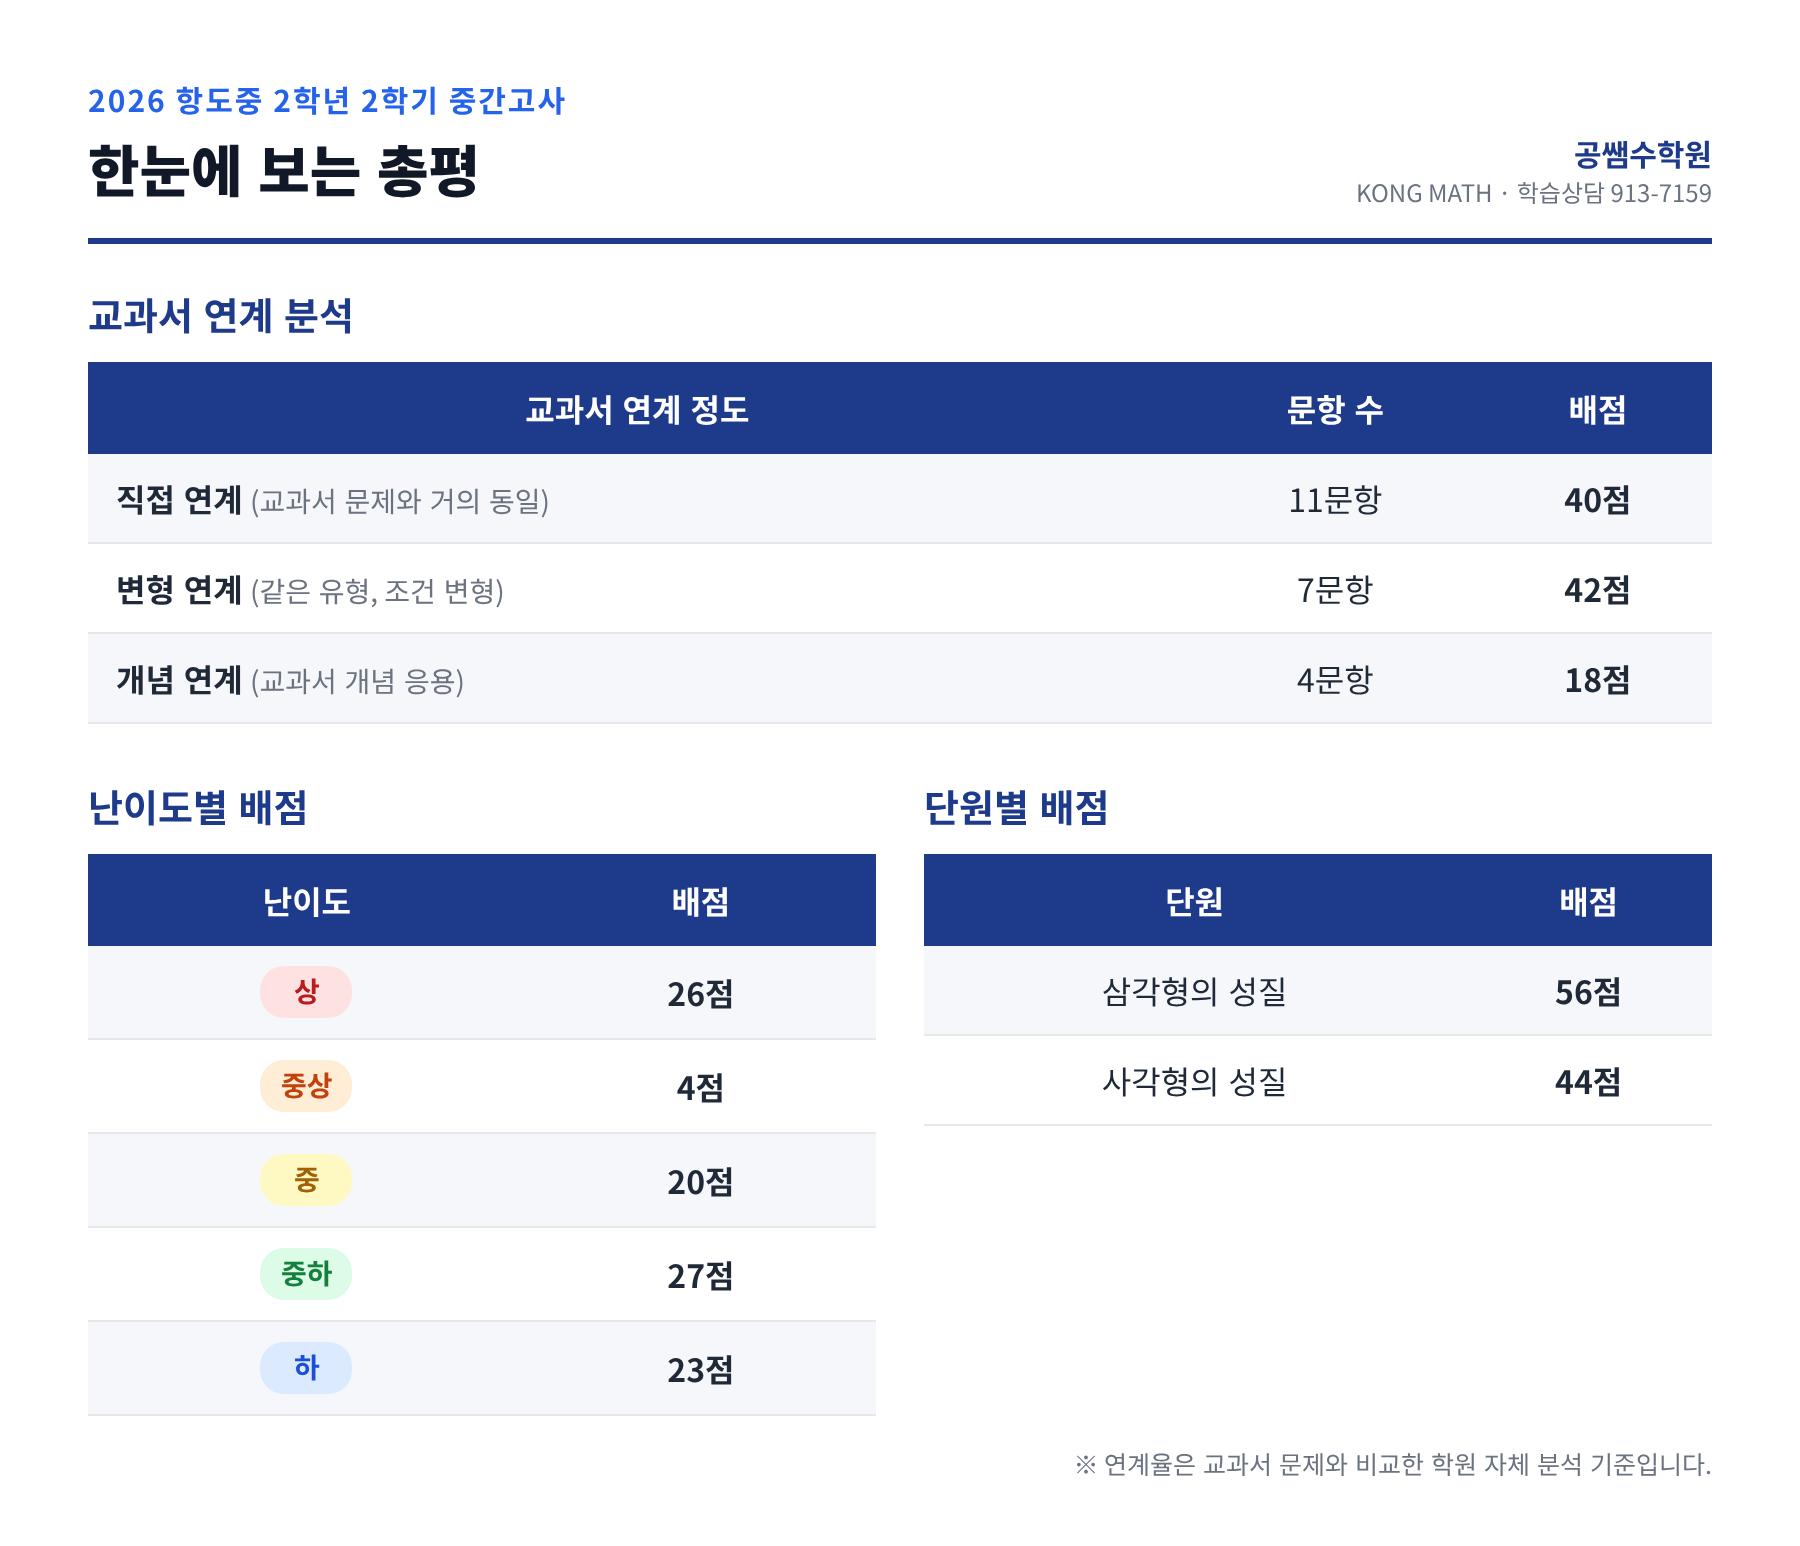 2026 항도중 2학년 2학기 중간고사
한눈에 보는 총평
공쌤수학원
KONG MATH · 학습상담 913-7159
교과서 연계 분석
교과서 연계 정도 문항 수 배점
직접 연계 (교과서 문제와 거의 동일) 11문항 40점
변형 연계 (같은 유형, 조건 변형) 7문항 42점
개념 연계 (교과서 개념 응용) 4문항 18점
난이도별 배점
난이도 배점
상 26점
중상 4점
중 20점
중하 27점
하 23점
단원별 배점
단원 배점
삼각형의 성질 56점
사각형의 성질 44점
※ 연계율은 교과서 문제와 비교한 학원 자체 분석 기준입니다.